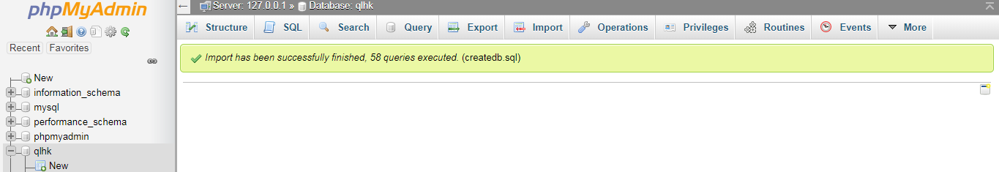 phpMyAdmin
Recent Favorites
New
information_schema
mysql
performance_schema
phpmyadmin
qlhk
New
Server: 127.0.0.1 » Database: qlhk
Structure SQL Search Query Export Import Operations Privileges Routines Events More
Import has been successfully finished, 58 queries executed. (createdb.sql)